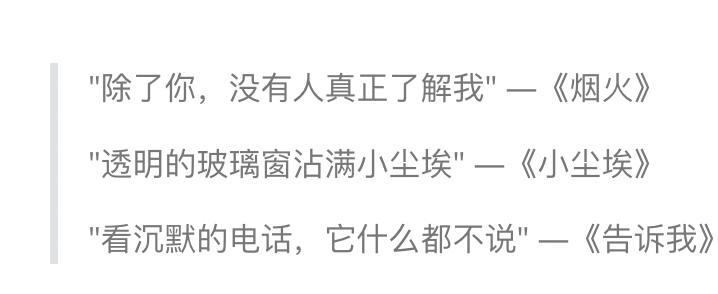 "除了你，没有人真正了解我" —《烟火》
"透明的玻璃窗沾满小尘埃" —《小尘埃》
"看沉默的电话，它什么都不说" —《告诉我》